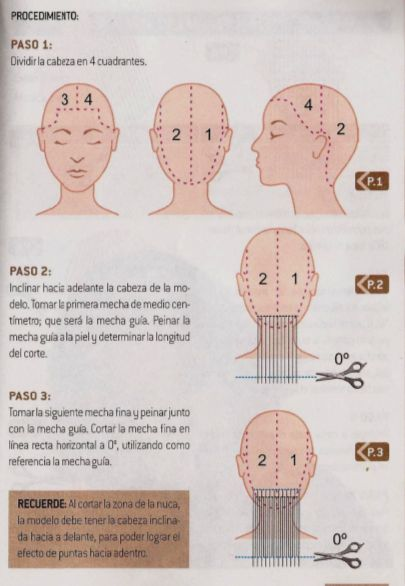 PROCEDIMIENTO:
PASO 1:
Dividir la cabeza en 4 cuadrantes.
3 4
2 1
4
2
P.1
PASO 2:
Inclinar hacia adelante la cabeza de la mo-
delo. Tomar la primera mecha de medio cen-
tímetro; que será la mecha guía. Peinar la
mecha guía a la piel y determinar la longitud
del corte.
2 1
P.2
0º
PASO 3:
Tomar la siguiente mecha fina y peinar junto
con la mecha guía. Cortar la mecha fina en
línea recta horizontal a 0º, utilizando como
referencia la mecha guía.
2 1
P.3
0º
RECUERDE: Al cortar la zona de la nuca,
la modelo debe tener la cabeza inclina-
da hacia a delante, para poder lograr el
efecto de puntas hacia adentro.